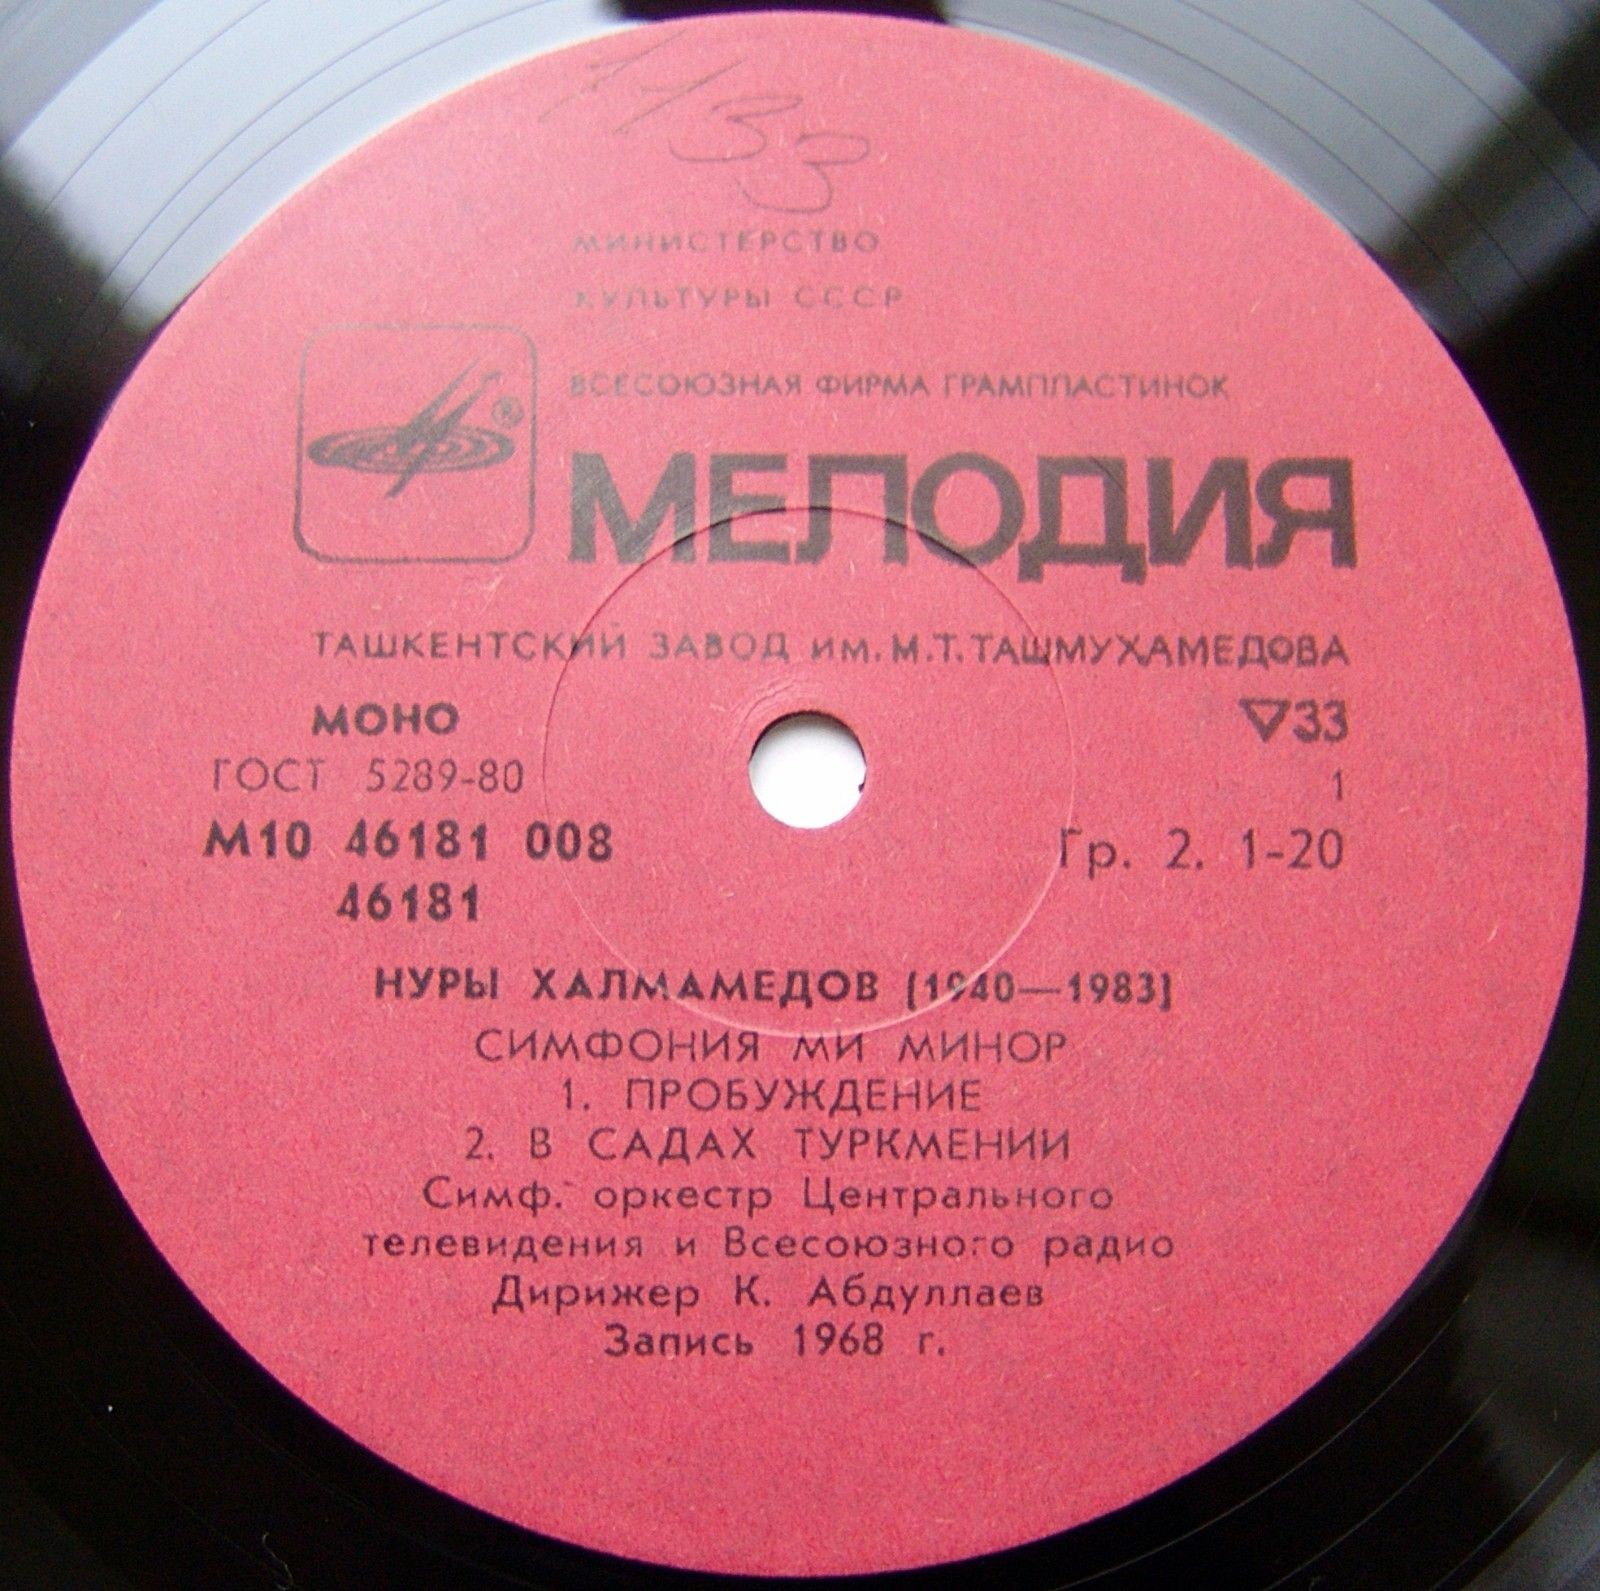 1133
МИНИСТЕРСТВО
КУЛЬТУРЫ СССР
ВСЕСОЮЗНАЯ ФИРМА ГРАМПЛАСТИНОК
®
МЕЛОДИЯ
ТАШКЕНТСКИЙ ЗАВОД им. М.Т. ТАШМУХАМЕДОВА
МОНО ▽33
ГОСТ 5289-80 1
М10 46181 008 Гр. 2. 1-20
46181
НУРЫ ХАЛМАМЕДОВ (1940—1983)
СИМФОНИЯ МИ МИНОР
1. ПРОБУЖДЕНИЕ
2. В САДАХ ТУРКМЕНИИ
Симф. оркестр Центрального
телевидения и Всесоюзного радио
Дирижер К. Абдуллаев
Запись 1968 г.